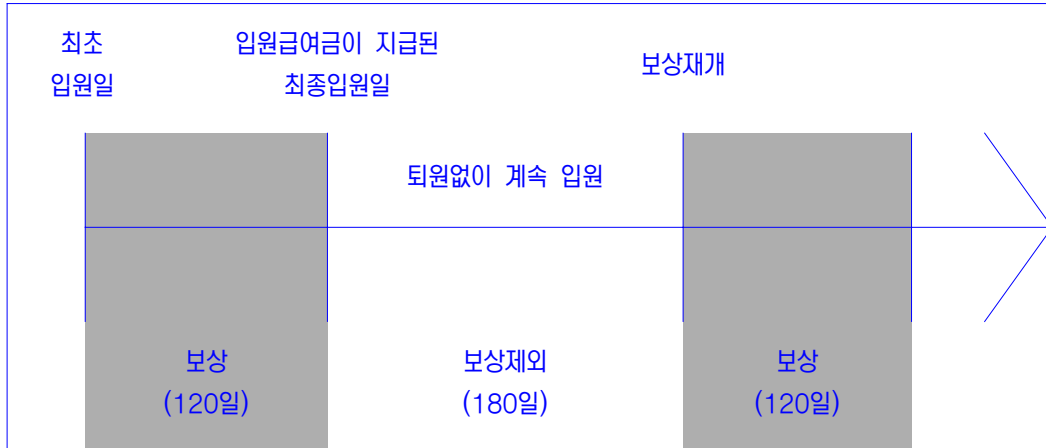 최초
입원일
입원급여금이 지급된
최종입원일
보상재개
퇴원없이 계속 입원
보상
(120일)
보상제외
(180일)
보상
(120일)